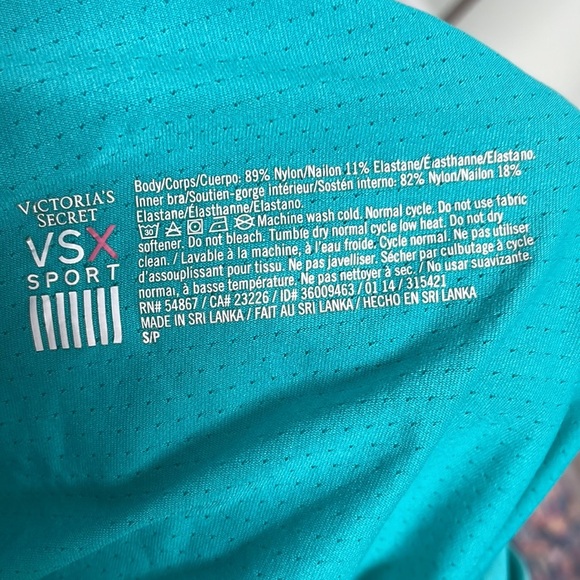 VICTORIA'S
SECRET
VSX
SPORT
Body/Corps/Cuerpo: 89% Nylon/Nailon 11% Elastane/Élasthanne/Elastano.
Inner bra/Soutien-gorge intérieur/Sostén interno: 82% Nylon/Nailon 18%
Elastane/Élasthanne/Elastano.
Machine wash cold. Normal cycle. Do not use fabric
softener. Do not bleach. Tumble dry normal cycle low heat. Do not dry
clean. / Lavable à la machine, à l'eau froide. Cycle normal. Ne pas utiliser
d'assouplissant pour tissu. Ne pas javelliser. Sécher par culbutage à cycle
normal, à basse température. Ne pas nettoyer à sec. / No usar suavizante.
RN# 54867 / CA# 23226 / ID# 36009463 / 01 14 / 315421
MADE IN SRI LANKA / FAIT AU SRI LANKA / HECHO EN SRI LANKA
S/P